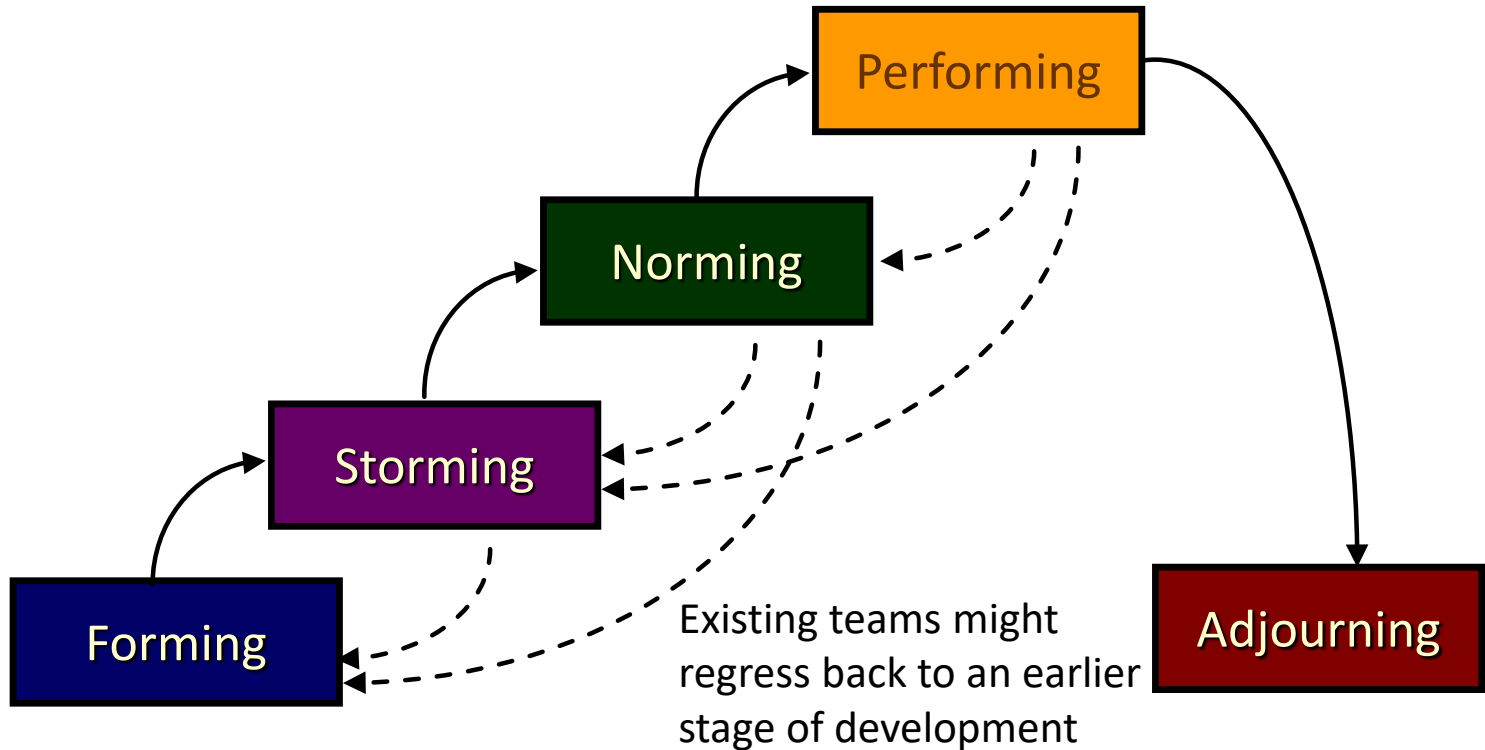 Performing
Norming
Storming
Forming
Existing teams might
regress back to an earlier
stage of development
Adjourning